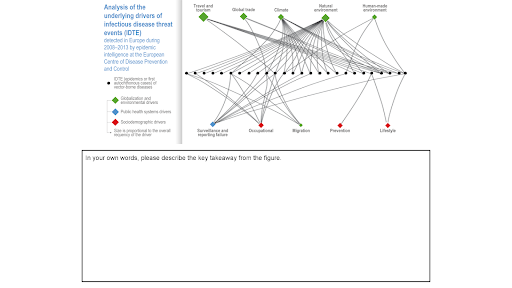 Analysis of the
underlying drivers of
infectious disease threat
events (IDTE)
detected in Europe during
2008–2013 by epidemic
intelligence at the European
Centre of Disease Prevention
and Control
IDTE (epidemics or first
autochthonous cases) of
vector-borne diseases
Globalisation and
environmental drivers
Public health systems drivers
Sociodemographic drivers
Size is proportional to the overall
frequency of the driver
Travel and
tourism
Global trade
Climate
Natural
environment
Human-made
environment
Surveillance and
reporting failure
Occupational
Migration
Prevention
Lifestyle
In your own words, please describe the key takeaway from the figure.